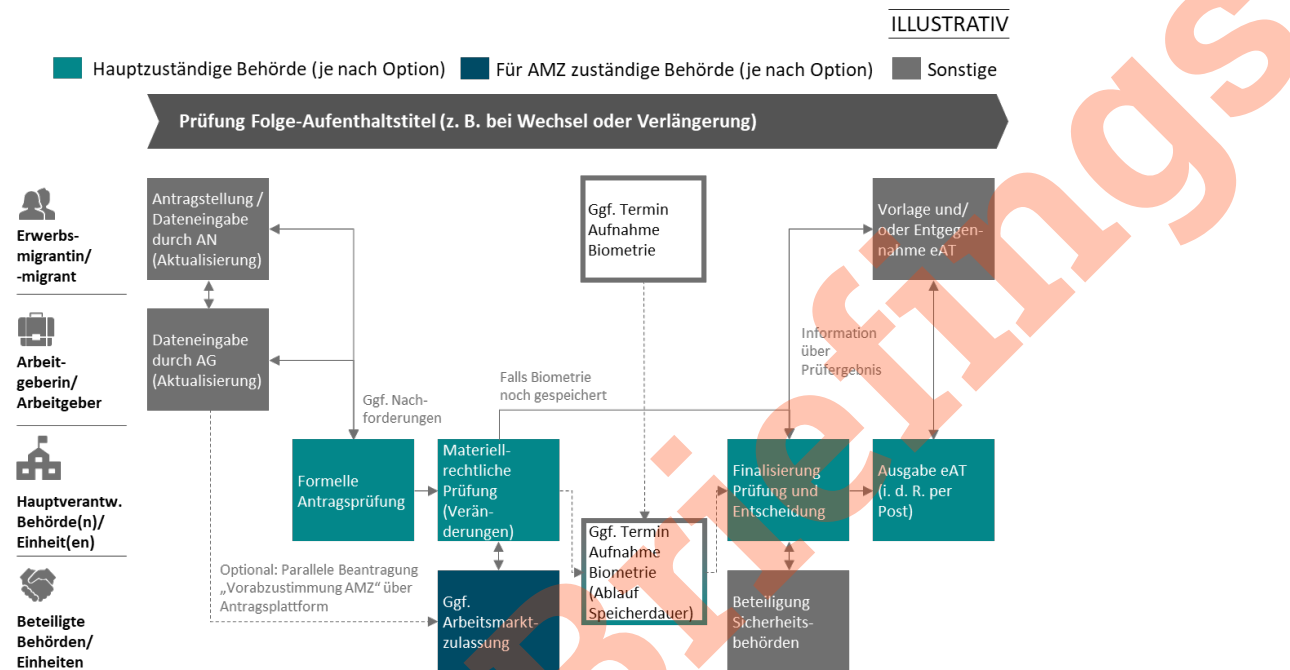 ILLUSTRATIV
Hauptzuständige Behörde (je nach Option)
Für AMZ zuständige Behörde (je nach Option)
Sonstige
Prüfung Folge-Aufenthaltstitel (z. B. bei Wechsel oder Verlängerung)
Erwerbs-
migrantin/
-migrant
Antragstellung /
Dateneingabe
durch AN
(Aktualisierung)
Ggf. Termin
Aufnahme
Biometrie
Vorlage und/
oder Entgegen-
nahme eAT
Arbeit-
geberin/
Arbeitgeber
Dateneingabe
durch AG
(Aktualisierung)
Ggf. Nach-
forderungen
Falls Biometrie
noch gespeichert
Information
über
Prüfergebnis
Hauptverantw.
Behörde(n)/
Einheit(en)
Formelle
Antragsprüfung
Materiell-
rechtliche
Prüfung
(Verän-
derungen)
Finalisierung
Prüfung und
Entscheidung
Ausgabe eAT
(i. d. R. per
Post)
Ggf. Termin
Aufnahme
Biometrie
(Ablauf
Speicherdauer)
Beteiligte
Behörden/
Einheiten
Optional: Parallele Beantragung
„Vorabzustimmung AMZ“ über
Antragsplattform
Ggf.
Arbeitsmarkt-
zulassung
Beteiligung
Sicherheits-
behörden
Briefings